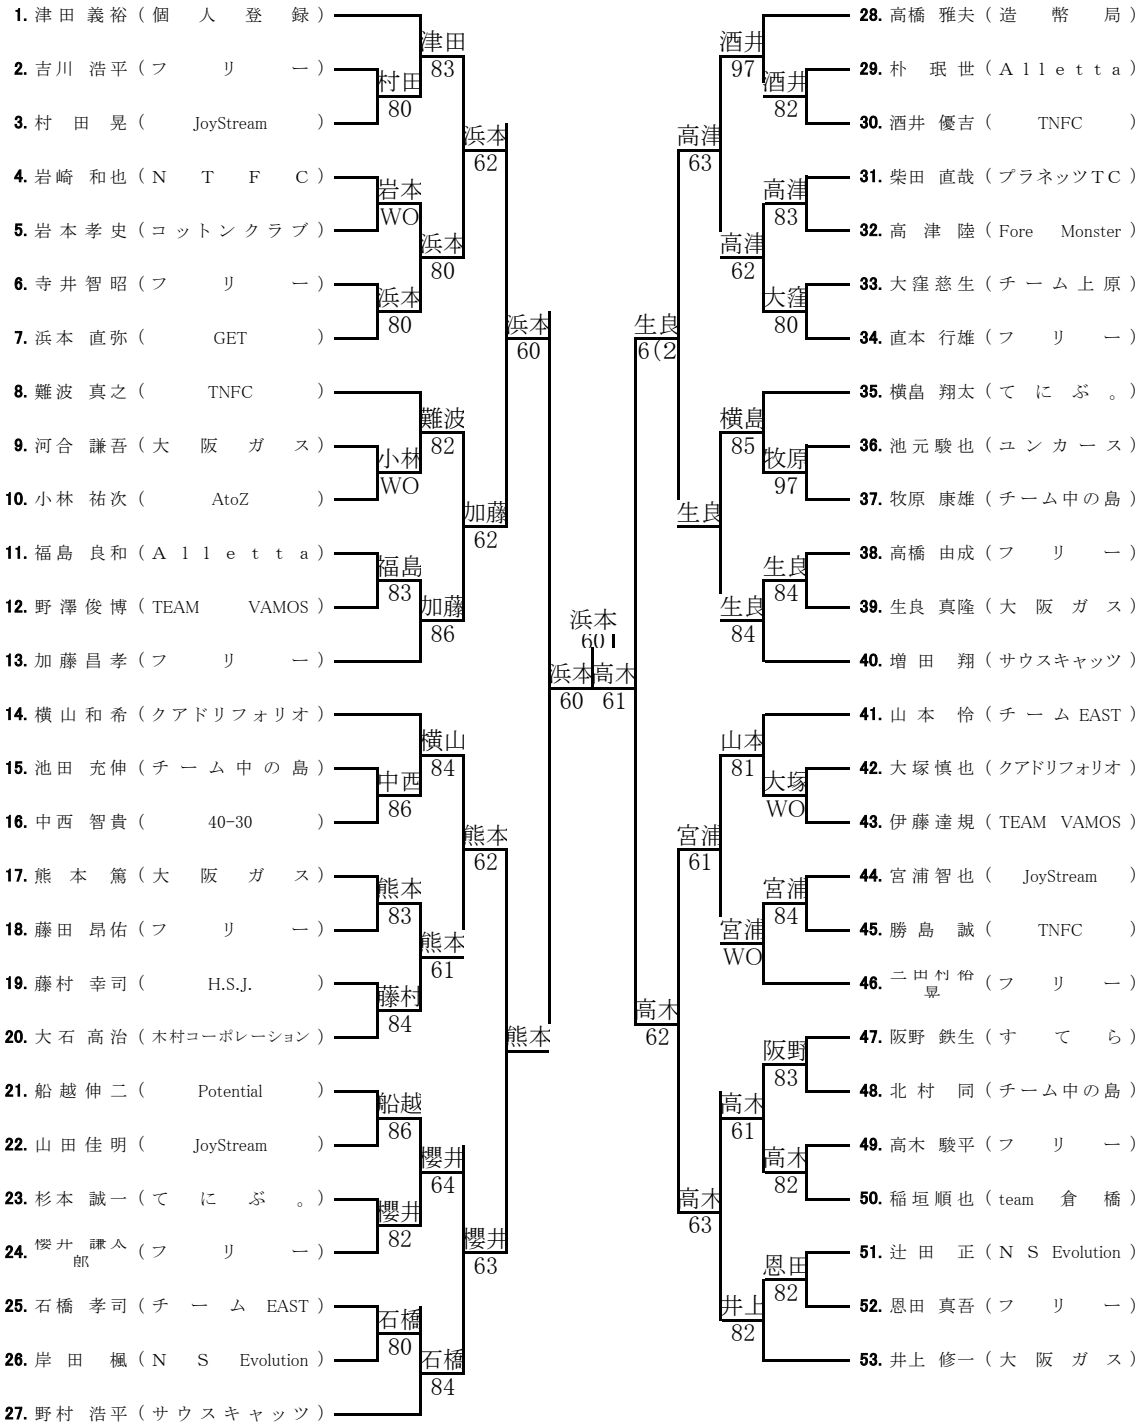 1. 津田 義裕 ( 個人登録 )
2. 吉川 浩平 ( フリー )
3. 村田 晃 ( JoyStream )
4. 岩崎 和也 ( NTFC )
5. 岩本 孝史 ( コットンクラブ )
6. 寺井 智昭 ( フリー )
7. 浜本 直弥 ( GET )
8. 難波 真之 ( TNFC )
9. 河合 謙吾 ( 大阪ガス )
10. 小林 祐次 ( AtoZ )
11. 福島 良和 ( Alletta )
12. 野澤 俊博 ( TEAM VAMOS )
13. 加藤 昌孝 ( フリー )
14. 横山 和希 ( クアドリフォリオ )
15. 池田 充伸 ( チーム中の島 )
16. 中西 智貴 ( 40-30 )
17. 熊本 篤 ( 大阪ガス )
18. 藤田 昂佑 ( フリー )
19. 藤村 幸司 ( H.S.J. )
20. 大石 高治 ( 木村コーポレーション )
21. 船越 伸二 ( Potential )
22. 山田 佳明 ( JoyStream )
23. 杉本 誠一 ( てにぶ。 )
24. 櫻井 謙太郎 ( フリー )
25. 石橋 孝司 ( チームEAST )
26. 岸田 楓 ( NS Evolution )
27. 野村 浩平 ( サウスキャッツ )
村田
80
岩本
WO
浜本
80
小林
WO
福島
83
中西
86
熊本
83
藤村
84
船越
86
櫻井
82
石橋
80
津田
83
浜本
80
難波
82
加藤
86
横山
84
熊本
61
櫻井
64
石橋
84
浜本
62
加藤
62
熊本
62
櫻井
63
浜本
60
熊本
浜本
60
浜本
60
高木
61
生良
6(2
高木
62
高津
63
生良
宮浦
61
高木
63
酒井
97
高津
62
横島
85
生良
84
山本
81
宮浦
WO
高木
61
井上
82
酒井
82
高津
83
大窪
80
牧原
97
生良
84
大塚
WO
宮浦
84
阪野
83
高木
82
恩田
82
28. 高橋 雅夫 ( 造幣局 )
29. 朴 珉世 ( Alletta )
30. 酒井 優吉 ( TNFC )
31. 柴田 直哉 ( プラネッツTC )
32. 高津 陸 ( Fore Monster )
33. 大窪 慈生 ( チーム上原 )
34. 直本 行雄 ( フリー )
35. 横畠 翔太 ( てにぶ。 )
36. 池元 駿也 ( ユンカース )
37. 牧原 康雄 ( チーム中の島 )
38. 高橋 由成 ( フリー )
39. 生良 真隆 ( 大阪ガス )
40. 増田 翔 ( サウスキャッツ )
41. 山本 怜 ( チームEAST )
42. 大塚 慎也 ( クアドリフォリオ )
43. 伊藤 達規 ( TEAM VAMOS )
44. 宮浦 智也 ( JoyStream )
45. 勝島 誠 ( TNFC )
46. 三田村 裕晃 ( フリー )
47. 阪野 鉄生 ( すてら )
48. 北村 同 ( チーム中の島 )
49. 高木 駿平 ( フリー )
50. 稲垣 順也 ( team 倉橋 )
51. 辻田 正 ( NS Evolution )
52. 恩田 真吾 ( フリー )
53. 井上 修一 ( 大阪ガス )